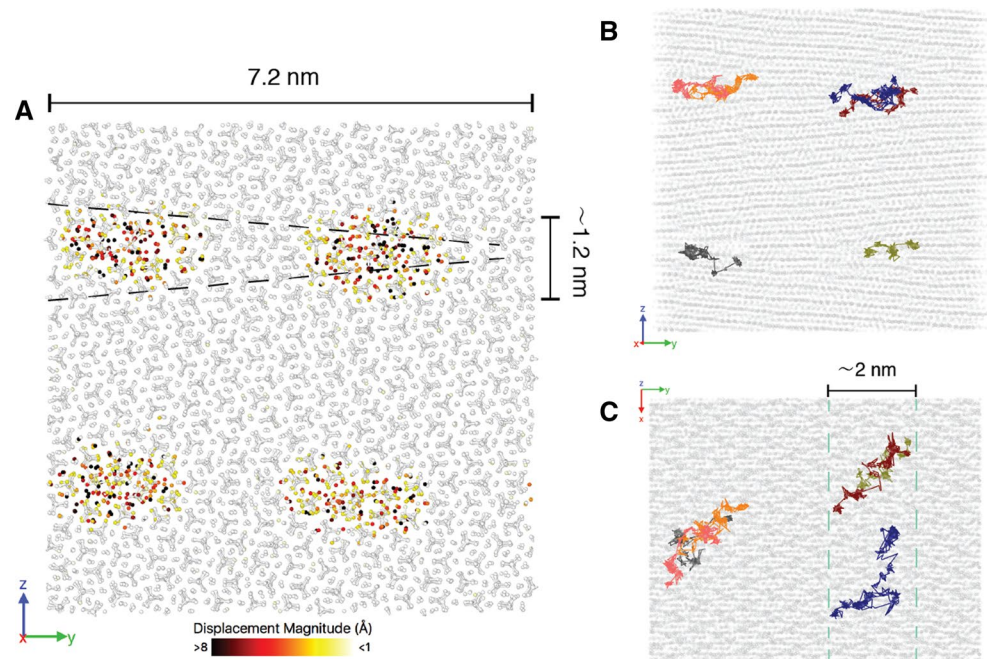 A
7.2 nm
~1.2 nm
z
x
y
Displacement Magnitude (Å)
>8
<1
B
z
x
y
C
z
y
x
~2 nm